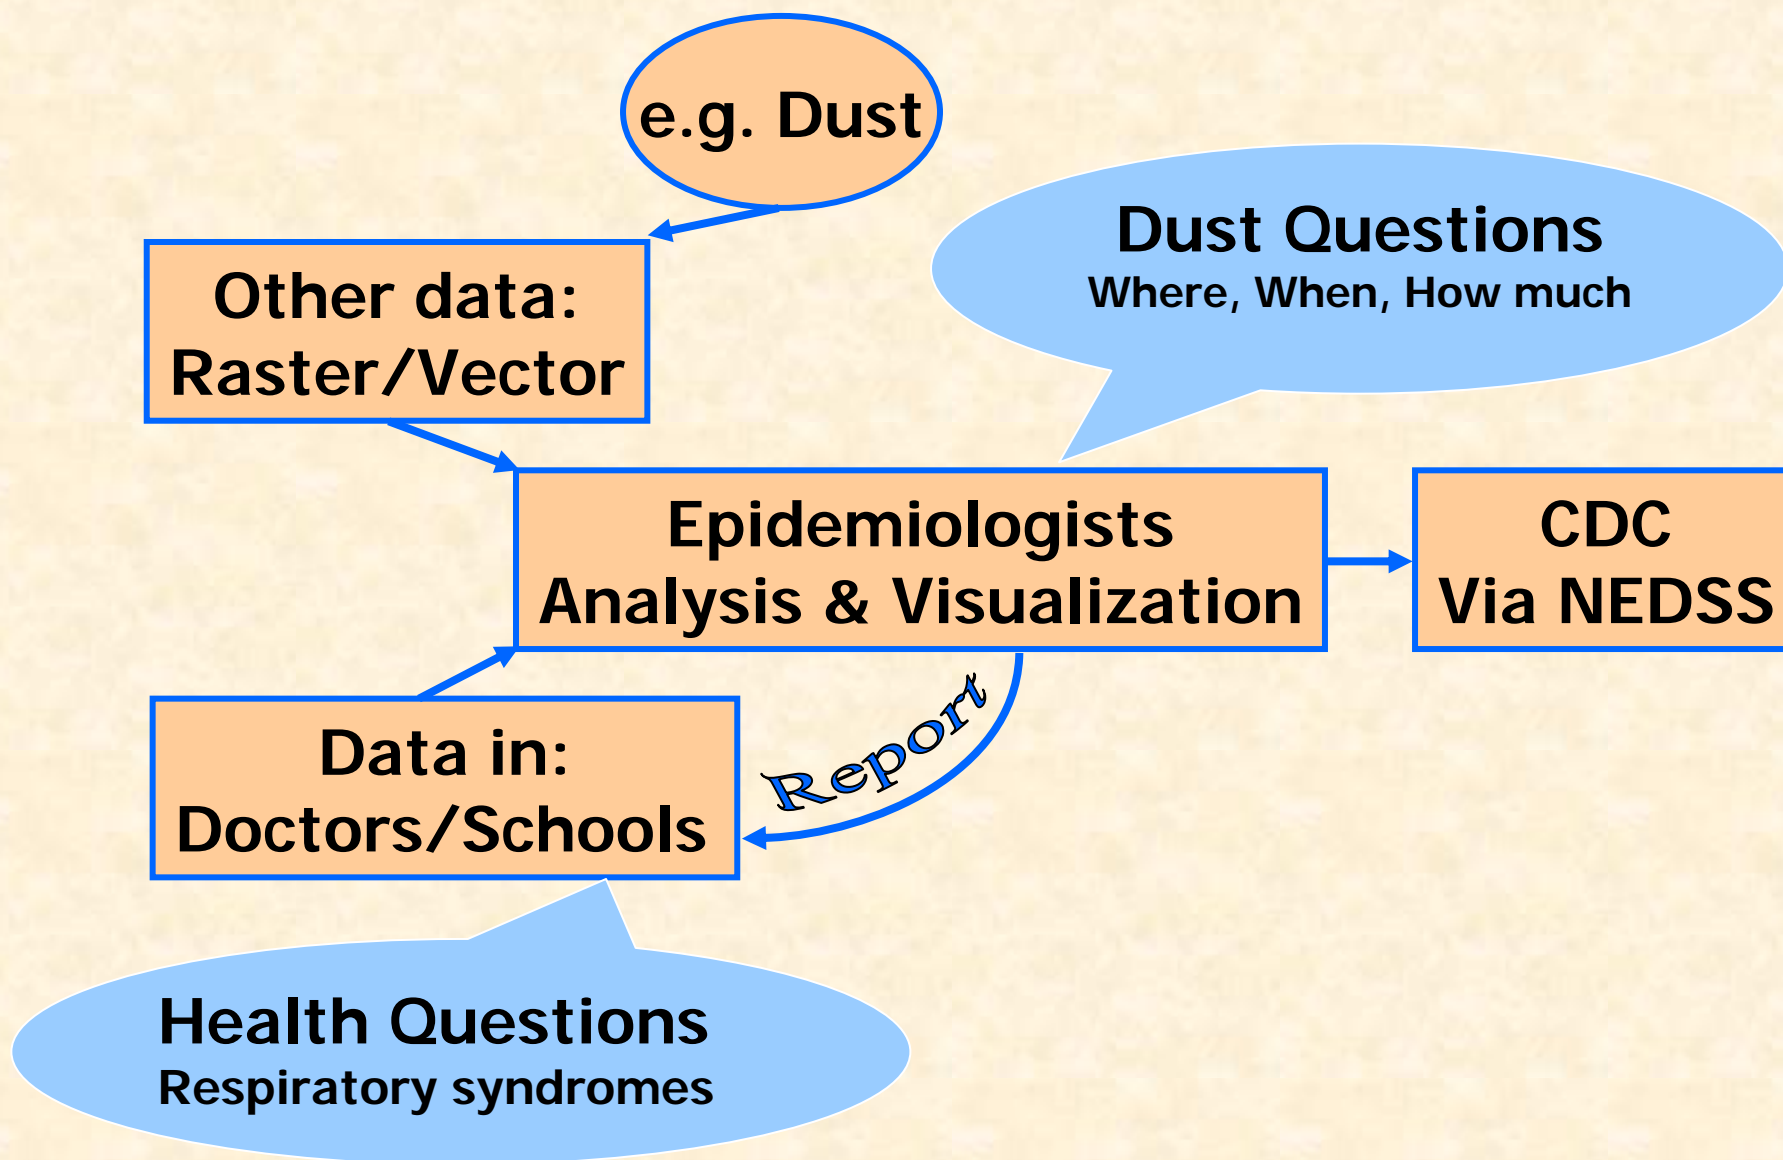 e.g. Dust
Dust Questions
Where, When, How much
Other data:
Raster/Vector
Epidemiologists
Analysis & Visualization
CDC
Via NEDSS
Report
Data in:
Doctors/Schools
Health Questions
Respiratory syndromes